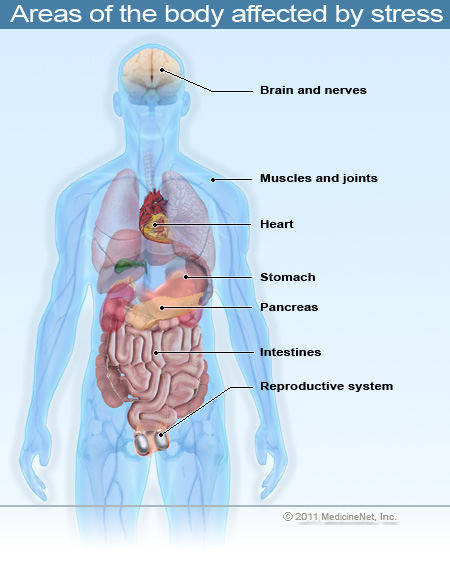 Areas of the body affected by stress
Brain and nerves
Muscles and joints
Heart
Stomach
Pancreas
Intestines
Reproductive system
© 2011 MedicineNet, Inc.